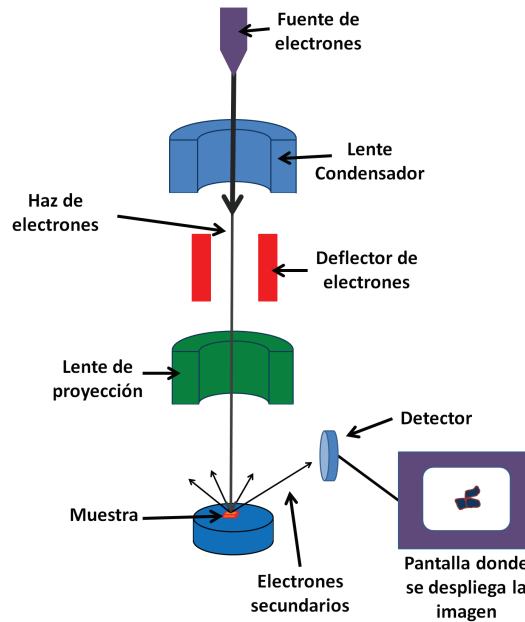 Fuente de
electrones
Lente
Condensador
Haz de
electrones
Deflector de
electrones
Lente de
proyección
Detector
Muestra
Electrones
secundarios
Pantalla donde
se despliega la
imagen